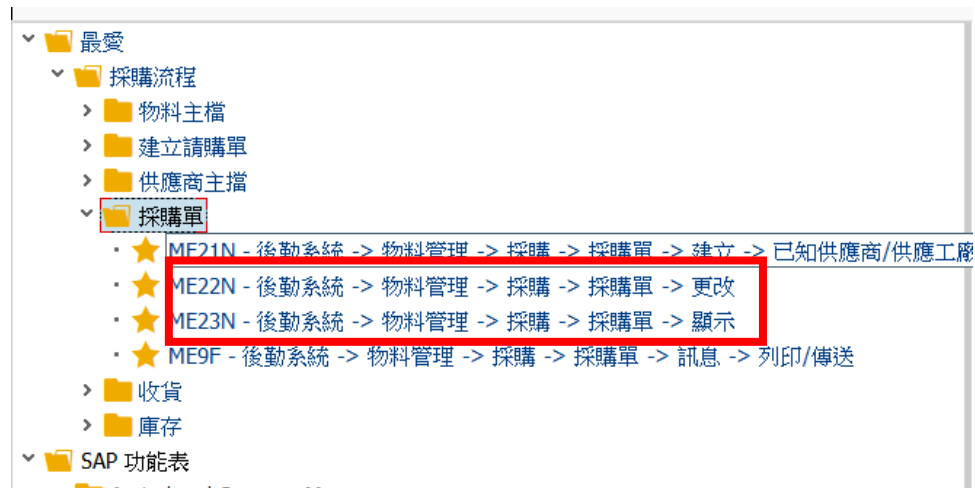 最愛
採購流程
物料主檔
建立請購單
供應商主擋
採購單
ME21N - 後勤系統 -> 物料管理 -> 採購 -> 採購單 -> 建立 -> 已知供應商/供應工廠
ME22N - 後勤系統 -> 物料管理 -> 採購 -> 採購單 -> 更改
ME23N - 後勤系統 -> 物料管理 -> 採購 -> 採購單 -> 顯示
ME9F - 後勤系統 -> 物料管理 -> 採購 -> 採購單 -> 訊息 -> 列印/傳送
收貨
庫存
SAP 功能表